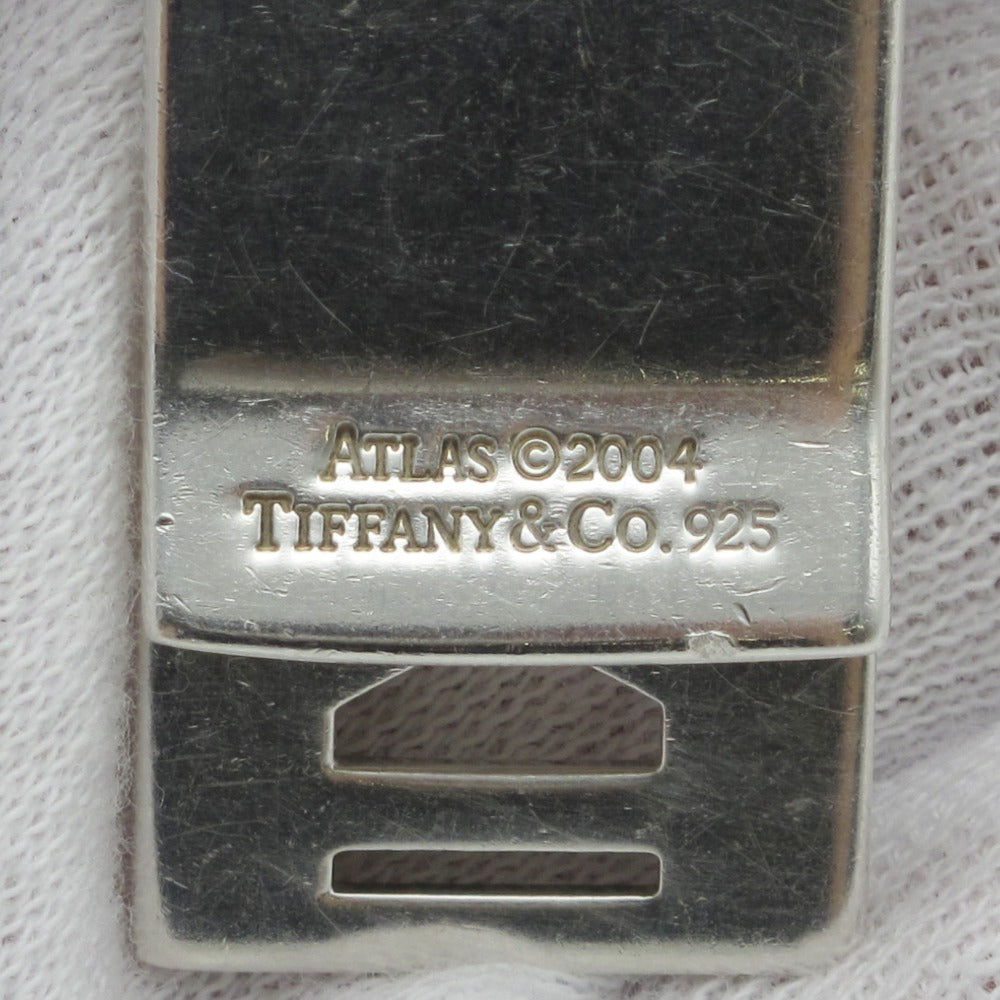 ATLAS ©2004
TIFFANY & CO. 925